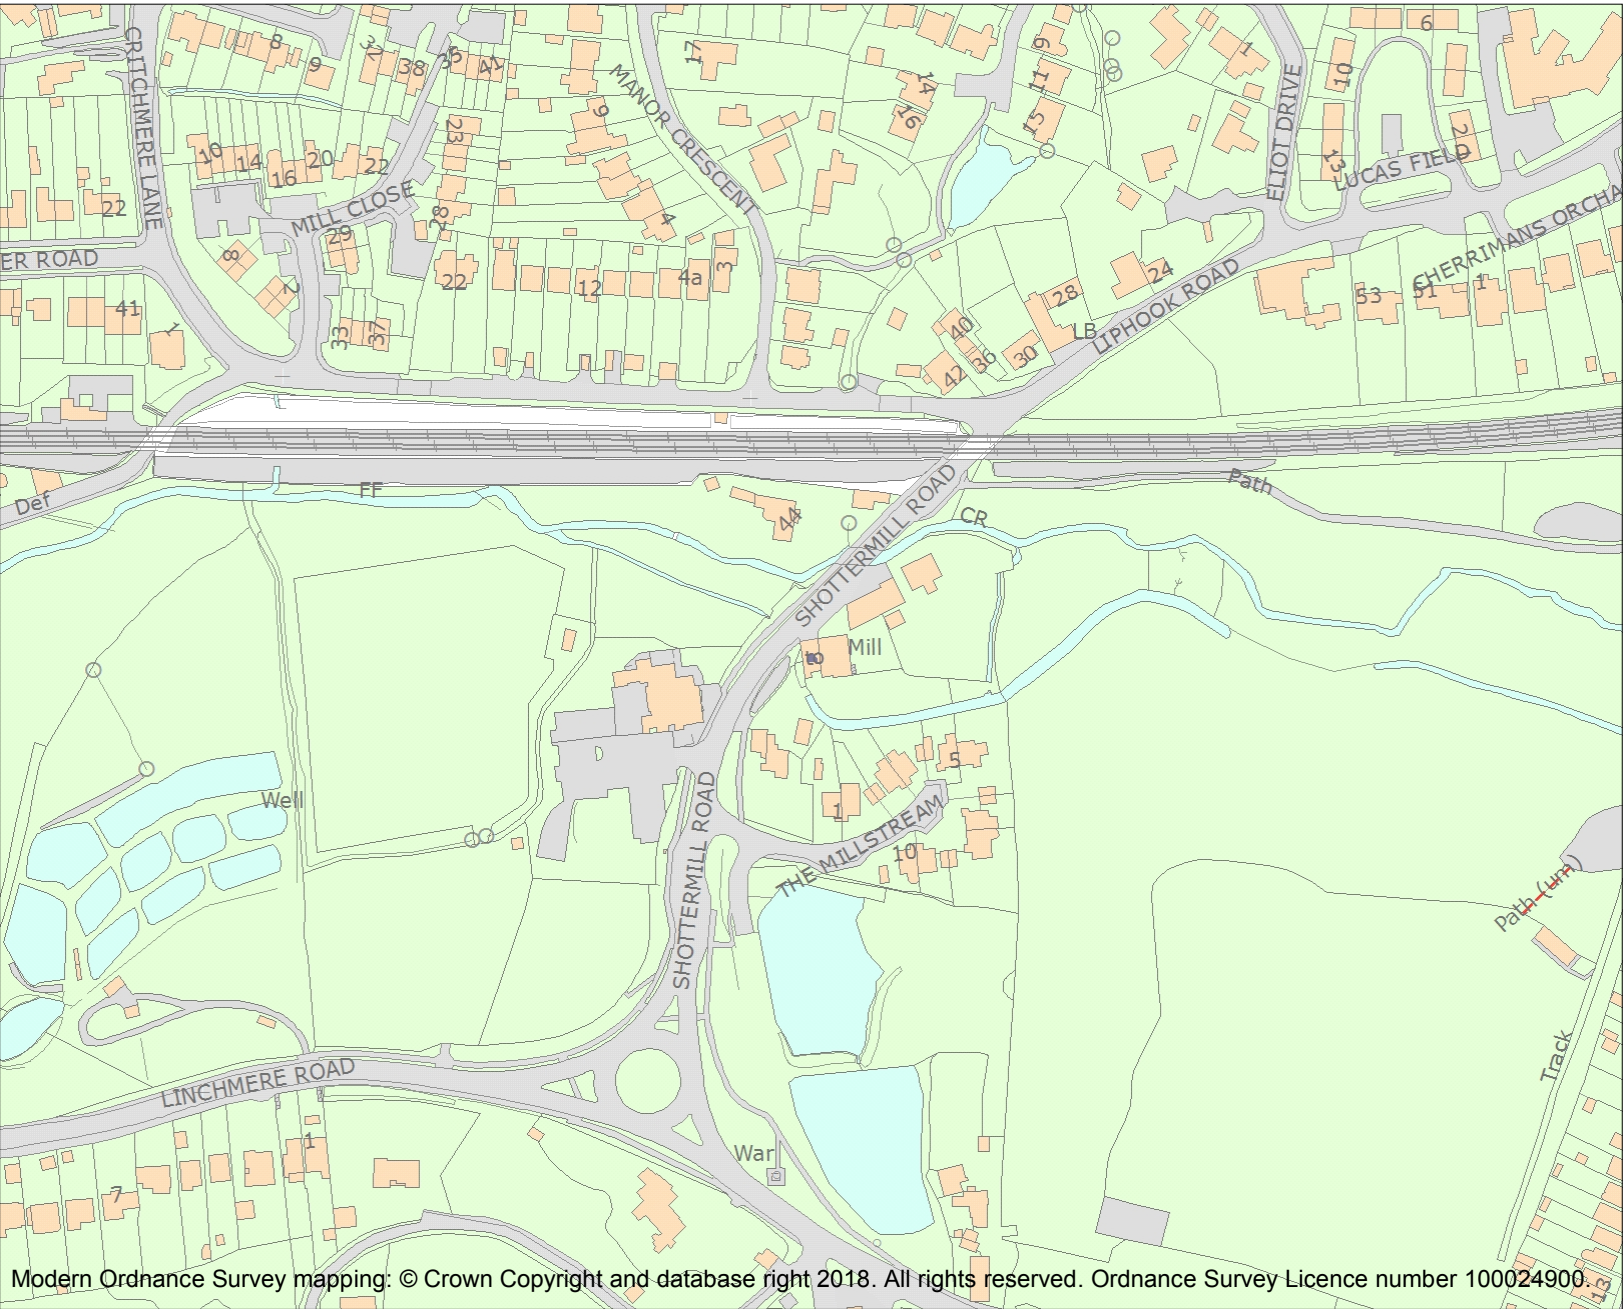 CRITCHMERE LANE
8
9
32
38
35
41
17
MANOR CRESCENT
9
14
16
9
11
15
1
ELIOT DRIVE
10
6
2
13
LUCAS FIELD
10
14
16
20
22
23
28
22
MILL CLOSE
29
8
2
4
ER ROAD
41
1
33
37
22
12
4a
3
24
28
LB
LIPHOOK ROAD
40
36
42
30
53
51
1
SHERRIMANS ORCHA
Def
FF
44
SHOTTERMILL ROAD
CR
Path
Mill
Well
5
1
THE MILLSTREAM
10
SHOTTERMILL ROAD
Path (um)
Track
LINCHMERE ROAD
1
7
War
13
Modern Ordnance Survey mapping: © Crown Copyright and database right 2018. All rights reserved. Ordnance Survey Licence number 100024900.